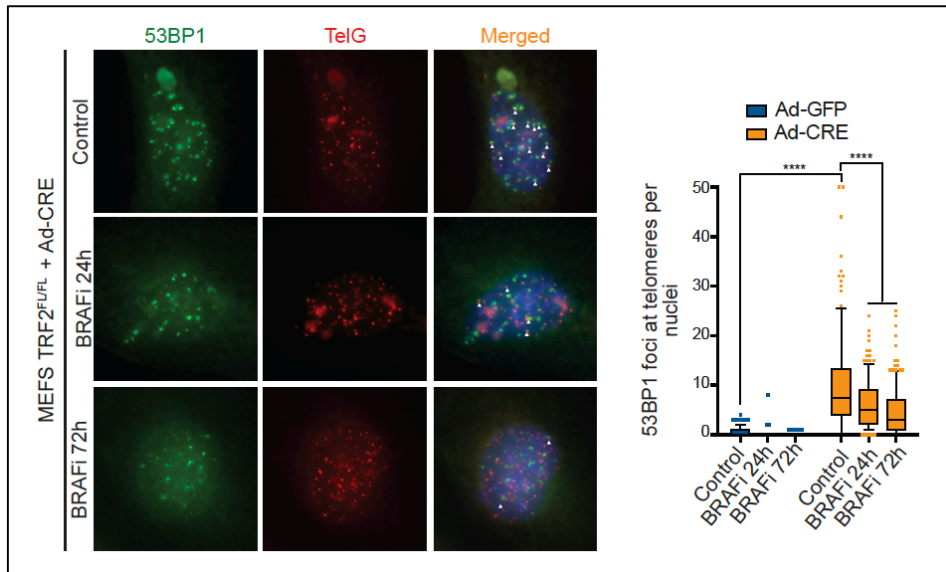 53BP1
TelG
Merged
MEFS TRF2FL/FL + Ad-CRE
Control
BRAFi 24h
BRAFi 72h
Ad-GFP
Ad-CRE
****
****
53BP1 foci at telomeres per
nuclei
50
40
30
20
10
0
Control
BRAFi 24h
BRAFi 72h
Control
BRAFi 24h
BRAFi 72h